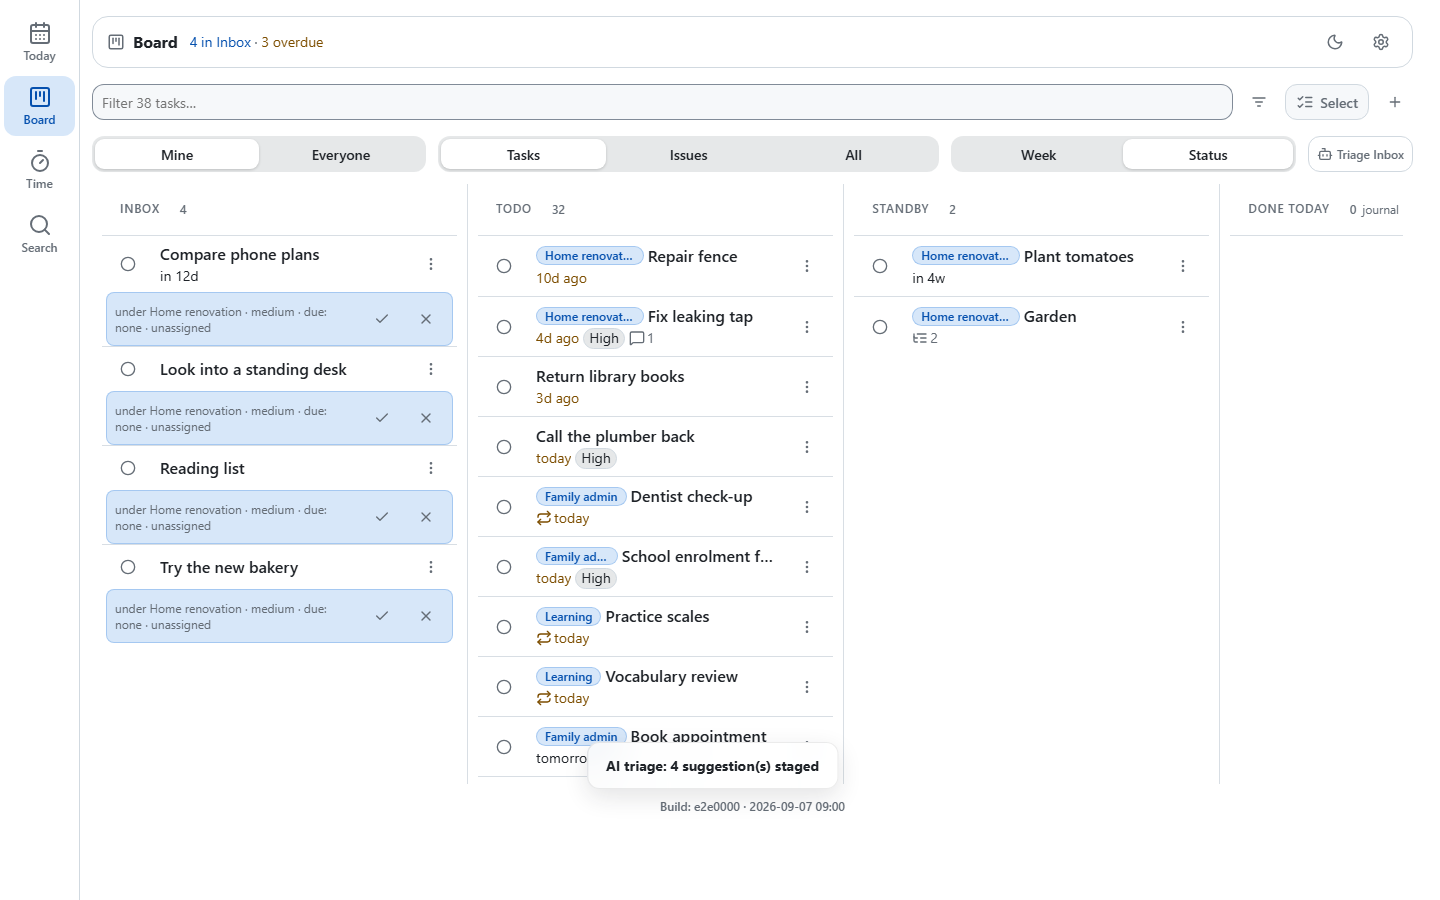 Today
Board
Time
Search
Board 4 in Inbox · 3 overdue
Filter 38 tasks...
Select
Mine
Everyone
Tasks
Issues
All
Week
Status
Triage Inbox
INBOX 4
Compare phone plans
in 12d
under Home renovation · medium · due:
none · unassigned
Look into a standing desk
under Home renovation · medium · due:
none · unassigned
Reading list
under Home renovation · medium · due:
none · unassigned
Try the new bakery
under Home renovation · medium · due:
none · unassigned
TODO 32
Home renovat... Repair fence
10d ago
Home renovat... Fix leaking tap
4d ago High 1
Return library books
3d ago
Call the plumber back
today High
Family admin Dentist check-up
today
Family ad... School enrolment f...
today High
Learning Practice scales
today
Learning Vocabulary review
today
Family admin Book appointment
tomorro
STANDBY 2
Home renovat... Plant tomatoes
in 4w
Home renovat... Garden
2
DONE TODAY 0 journal
AI triage: 4 suggestion(s) staged
Build: e2e0000 · 2026-09-07 09:00